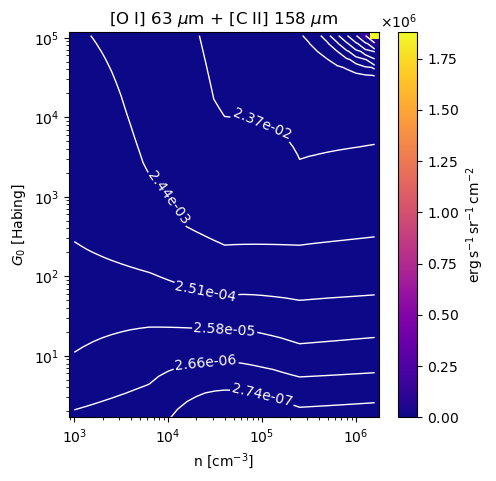 [O I] 63 μm + [C II] 158 μm
×10⁶
10⁵
10⁴
10³
10²
10¹
G₀ [Habing]
2.37e-02
2.44e-03
2.51e-04
2.58e-05
2.66e-06
2.74e-07
10³
10⁴
10⁵
10⁶
n [cm⁻³]
1.75
1.50
1.25
1.00
0.75
0.50
0.25
0.00
erg s⁻¹ sr⁻¹ cm⁻²